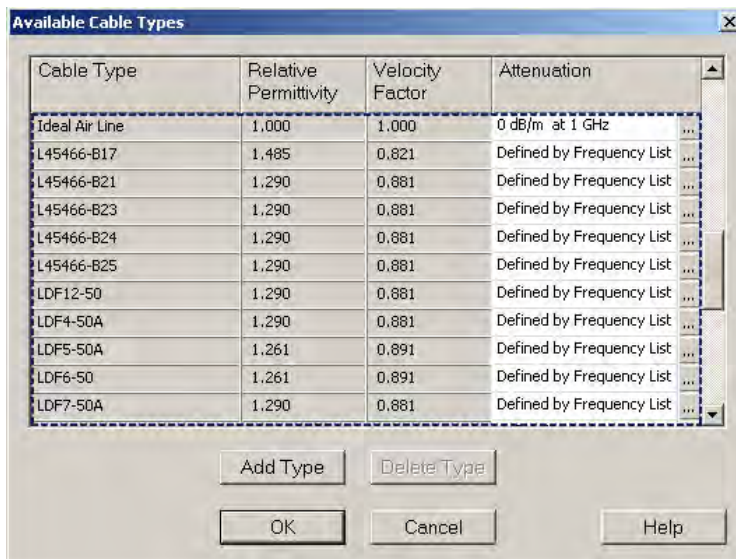 Available Cable Types
Cable Type Relative Permittivity Velocity Factor Attenuation
Ideal Air Line 1.000 1.000 0 dB/m at 1 GHz ...
L45466-B17 1.485 0.821 Defined by Frequency List ...
L45466-B21 1.290 0.881 Defined by Frequency List ...
L45466-B23 1.290 0.881 Defined by Frequency List ...
L45466-B24 1.290 0.881 Defined by Frequency List ...
L45466-B25 1.290 0.881 Defined by Frequency List ...
LDF12-50 1.290 0.881 Defined by Frequency List ...
LDF4-50A 1.290 0.881 Defined by Frequency List ...
LDF5-50A 1.261 0.891 Defined by Frequency List ...
LDF6-50 1.261 0.891 Defined by Frequency List ...
LDF7-50A 1.290 0.881 Defined by Frequency List ...
Add Type Delete Type
OK Cancel Help